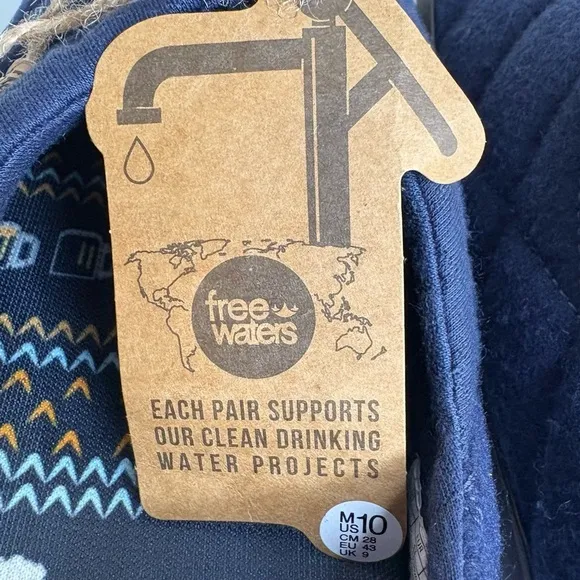 free
waters
EACH PAIR SUPPORTS
OUR CLEAN DRINKING
WATER PROJECTS
M 10
US
CM 28
EU 43
UK 9